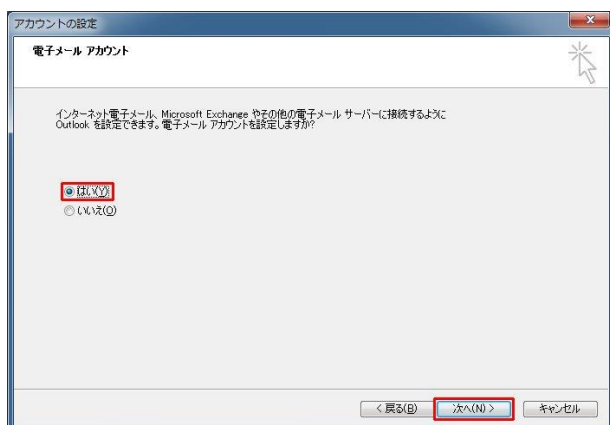 アカウントの設定
電子メール アカウント
インターネット電子メール、Microsoft Exchange やその他の電子メール サーバーに接続するように
Outlook を設定できます。電子メール アカウントを設定しますか?
はい(Y)
いいえ(O)
< 戻る(B)
次へ(N) >
キャンセル